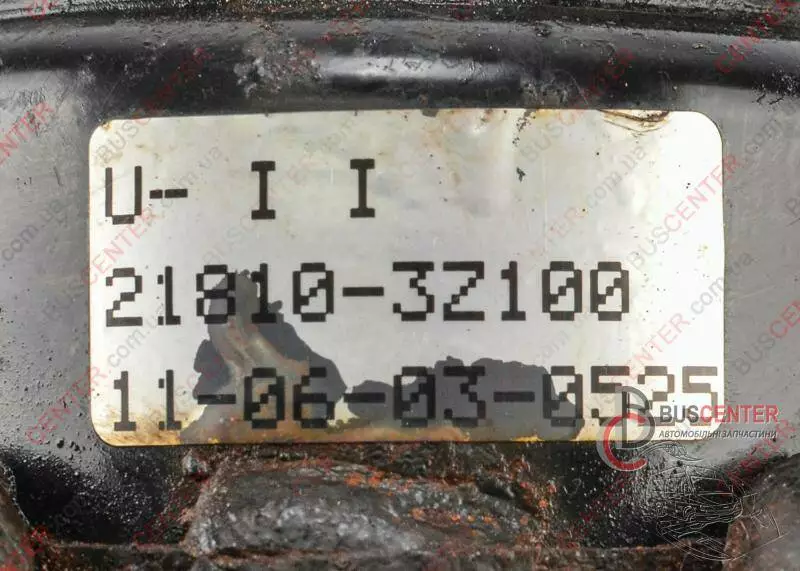 U- I I
21810-3Z100
11-06-03-0525
BUSCENTER
АВТОМОБІЛЬНІ ЗАПЧАСТИНИ